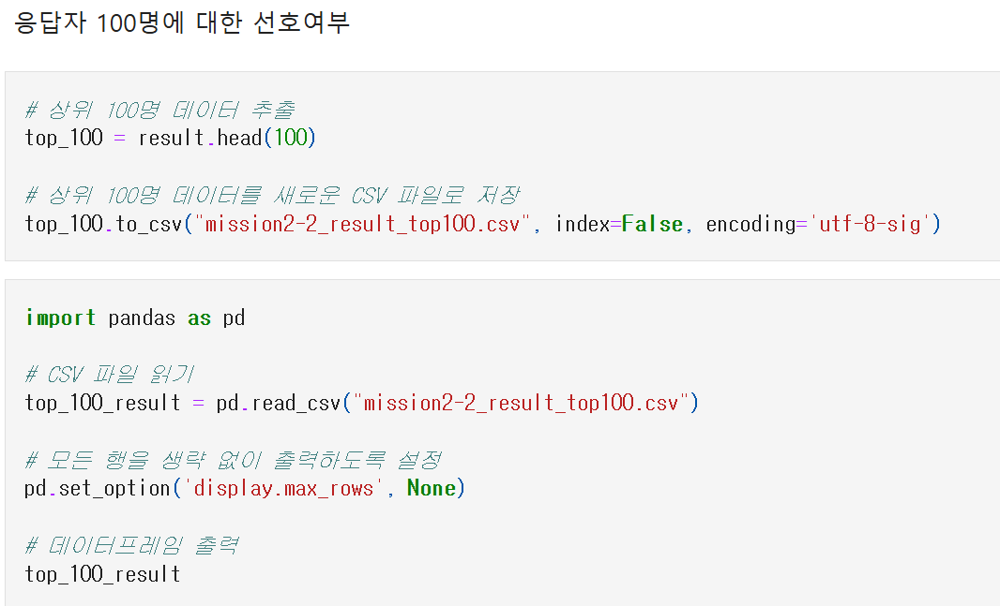 응답자 100명에 대한 선호여부
# 상위 100명 데이터 추출
top_100 = result.head(100)
# 상위 100명 데이터를 새로운 CSV 파일로 저장
top_100.to_csv("mission2-2_result_top100.csv", index=False, encoding='utf-8-sig')
import pandas as pd
# CSV 파일 읽기
top_100_result = pd.read_csv("mission2-2_result_top100.csv")
# 모든 행을 생략 없이 출력하도록 설정
pd.set_option('display.max_rows', None)
# 데이터프레임 출력
top_100_result